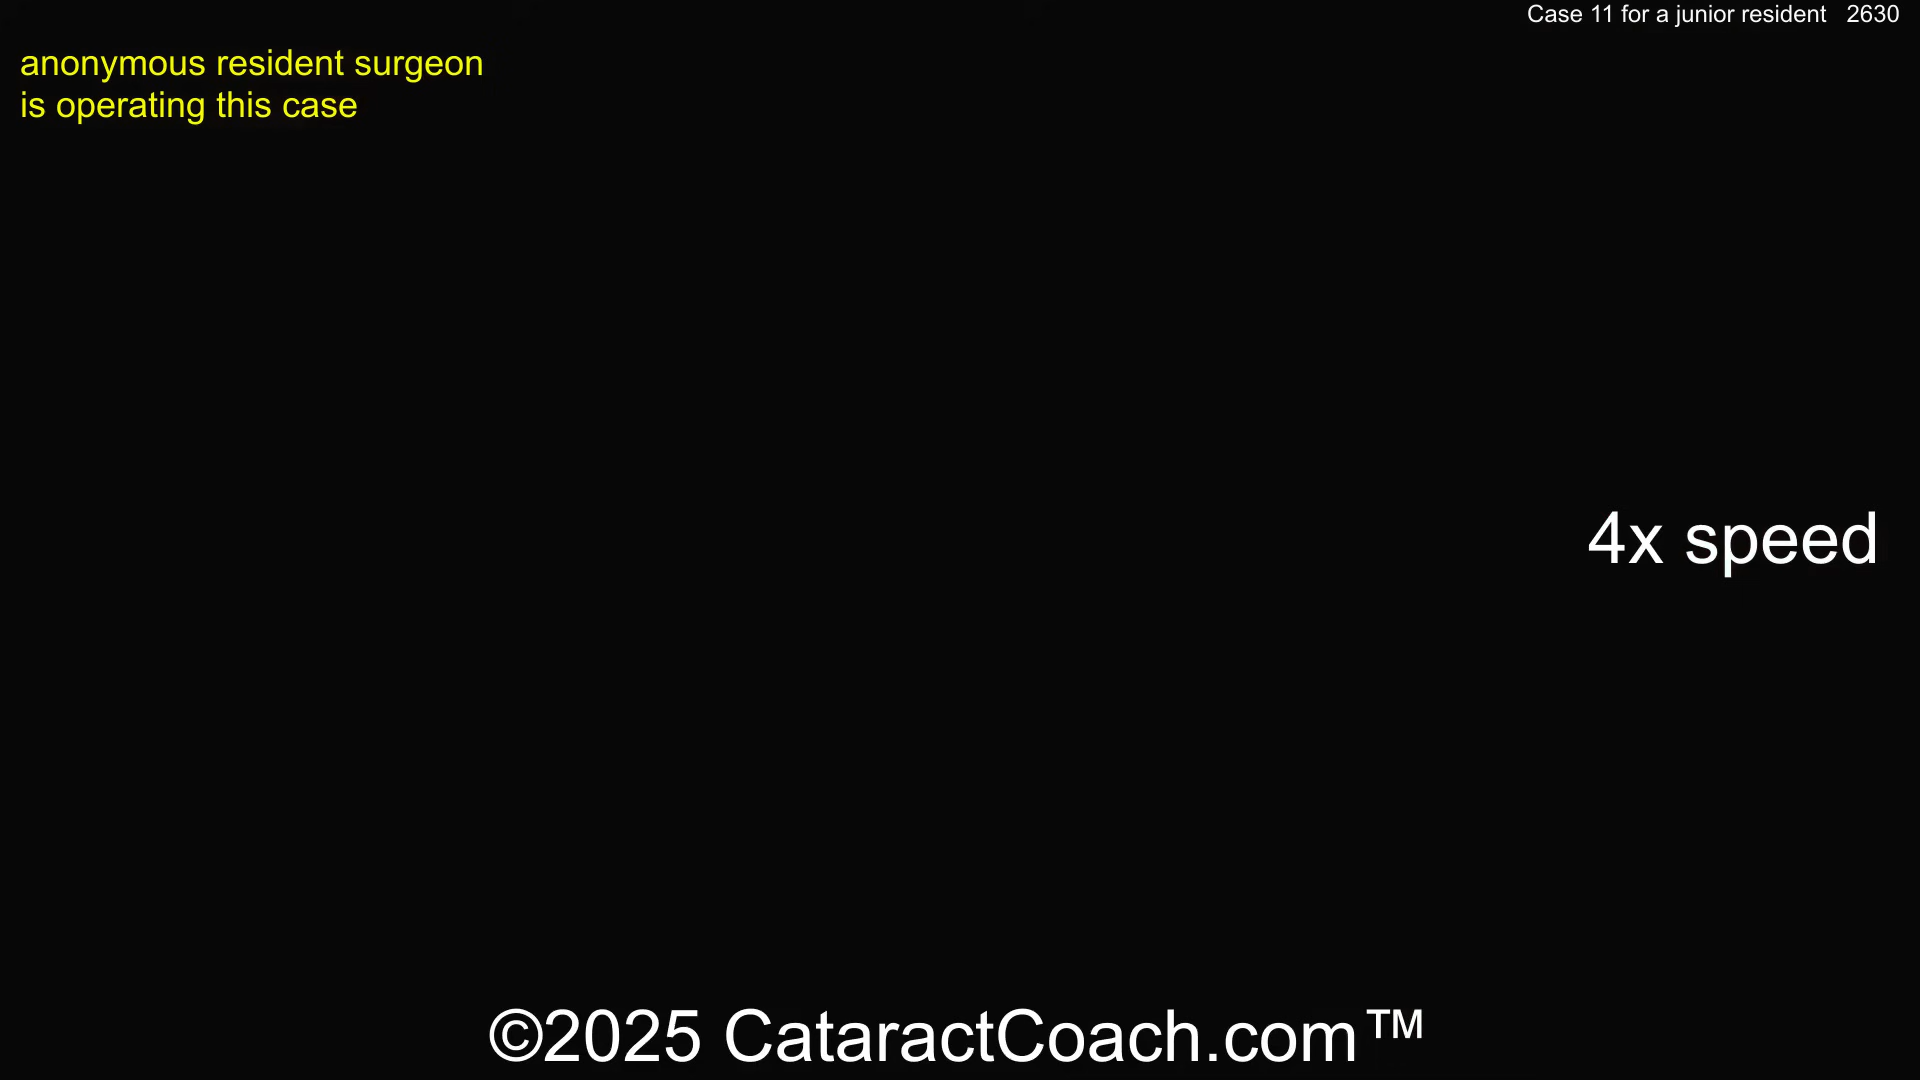 Case 11 for a junior resident 2630
anonymous resident surgeon
is operating this case
4x speed
©2025 CataractCoach.com™